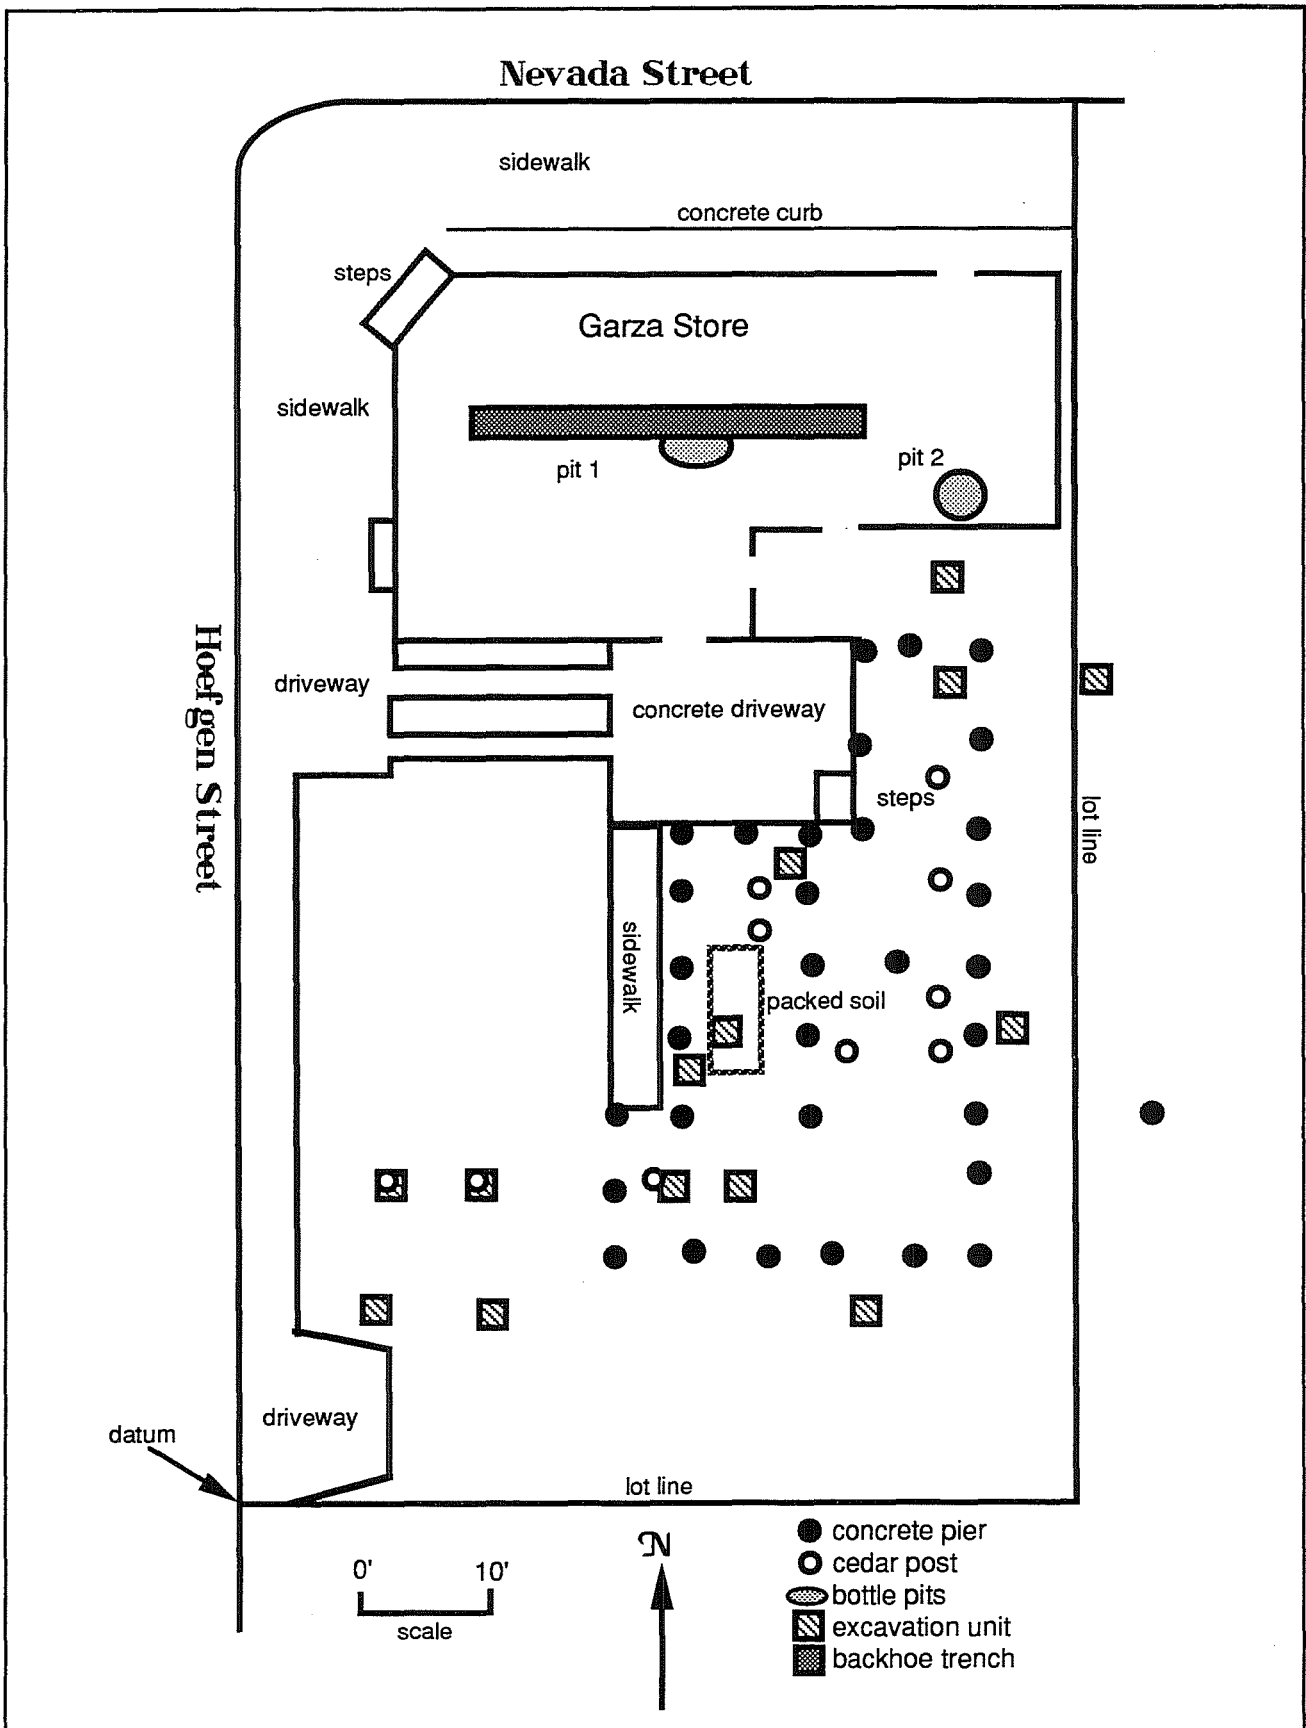 Nevada Street
sidewalk
concrete curb
steps
Garza Store
sidewalk
pit 1
pit 2
Hoefgen Street
driveway
concrete driveway
steps
lot line
sidewalk
packed soil
driveway
datum
lot line
N
0' 10'
scale
concrete pier
cedar post
bottle pits
excavation unit
backhoe trench